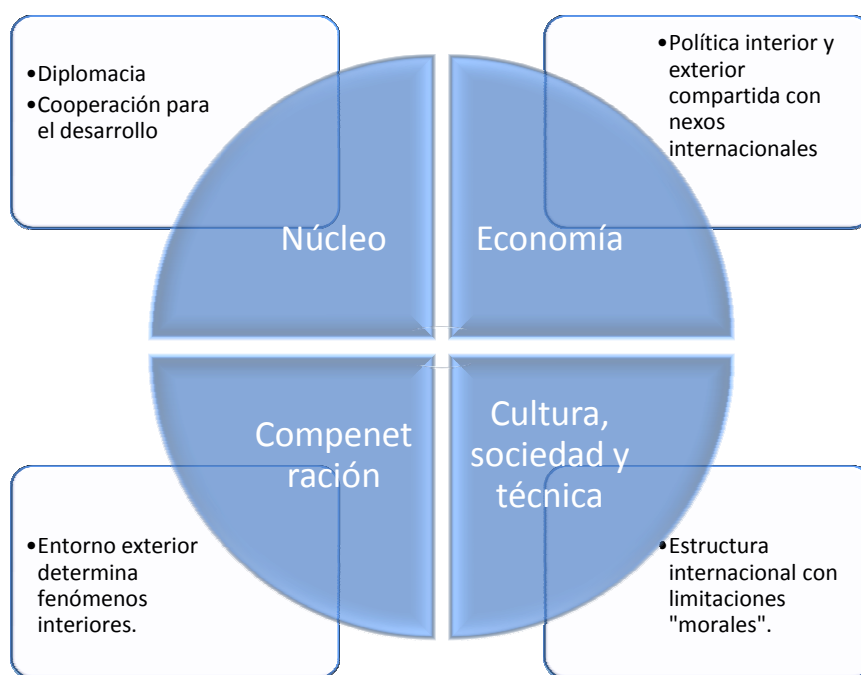 •Diplomacia
•Cooperación para
el desarrollo
•Política interior y
exterior
compartida con
nexos
internacionales
Núcleo
Economía
Compenet
ración
Cultura,
sociedad y
técnica
•Entorno exterior
determina
fenómenos
interiores.
•Estructura
internacional con
limitaciones
"morales".